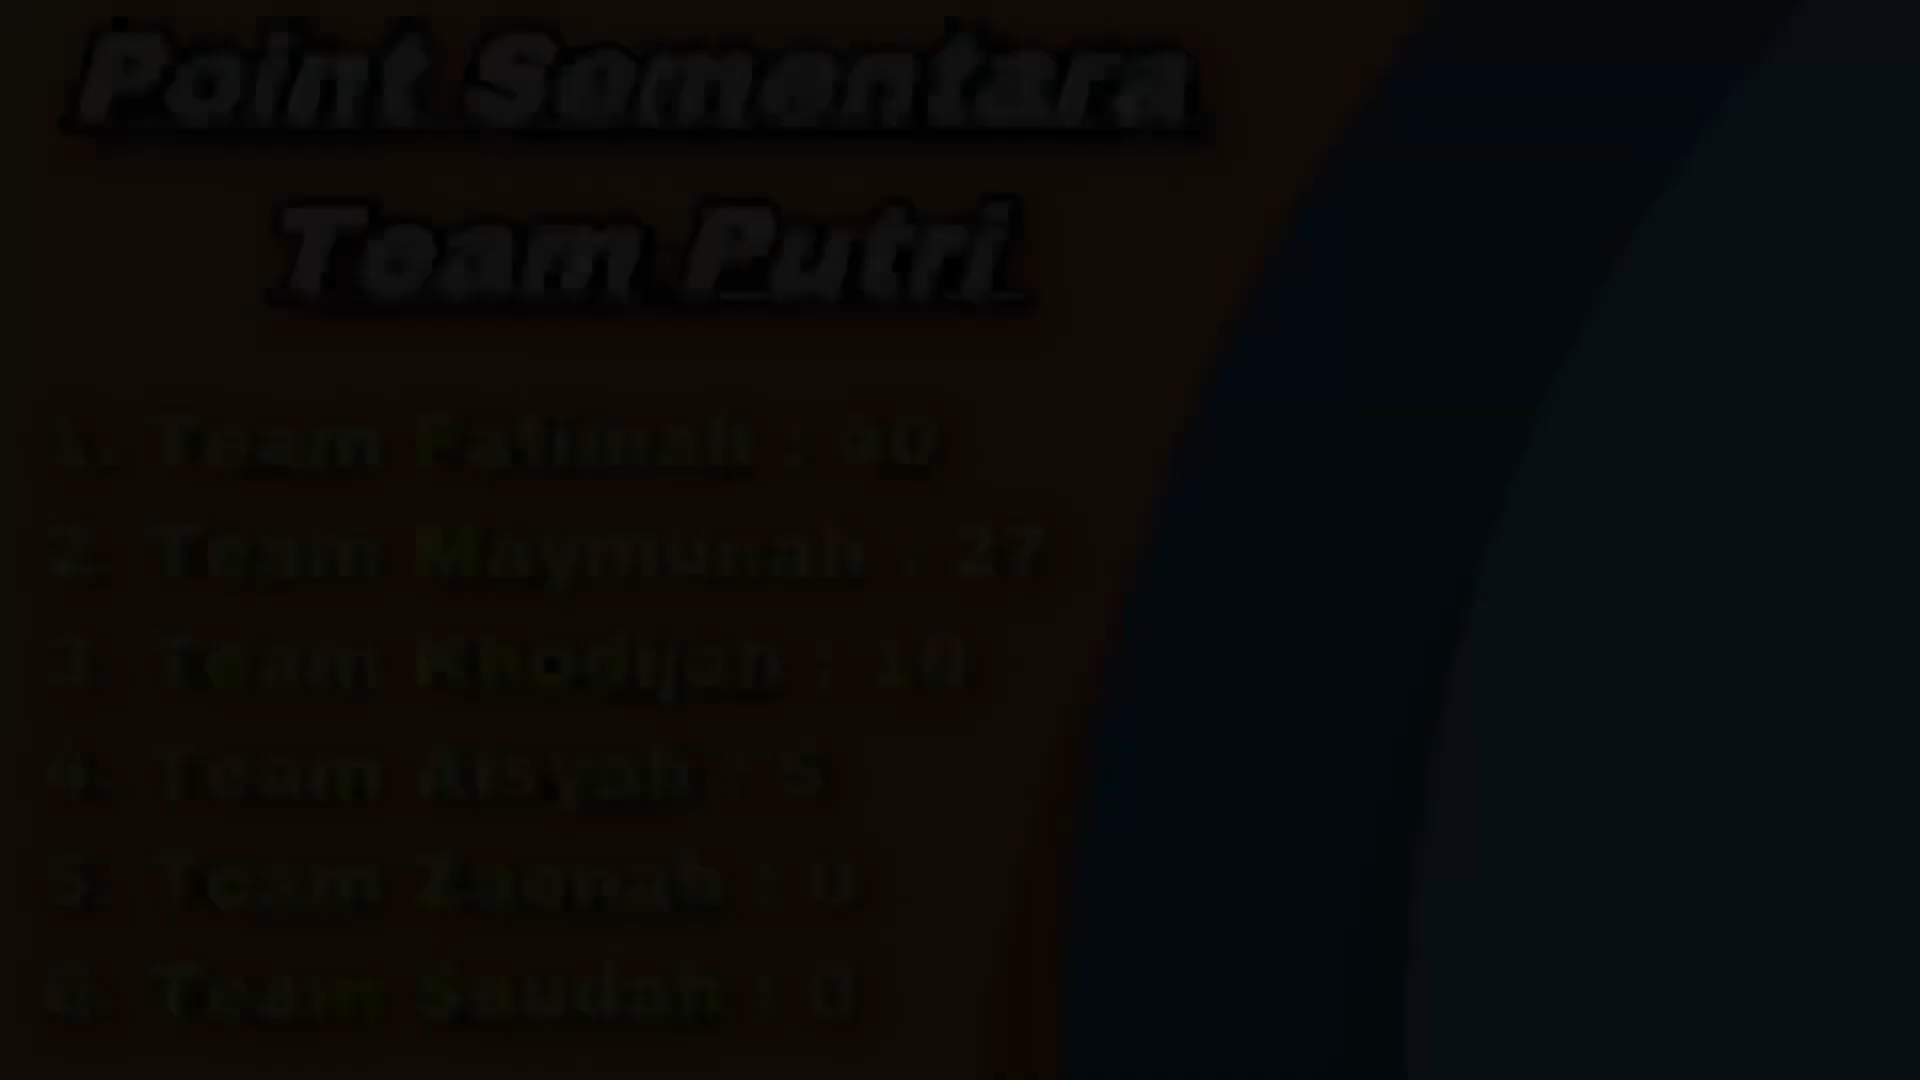 Point Sementara
Team Putri
1. Team Fatimah : 40
2. Team Maymunah : 27
3. Team Khodijah : 10
4. Team Aisyah : 5
5. Team Zaenah : 0
6. Team Saudah : 0